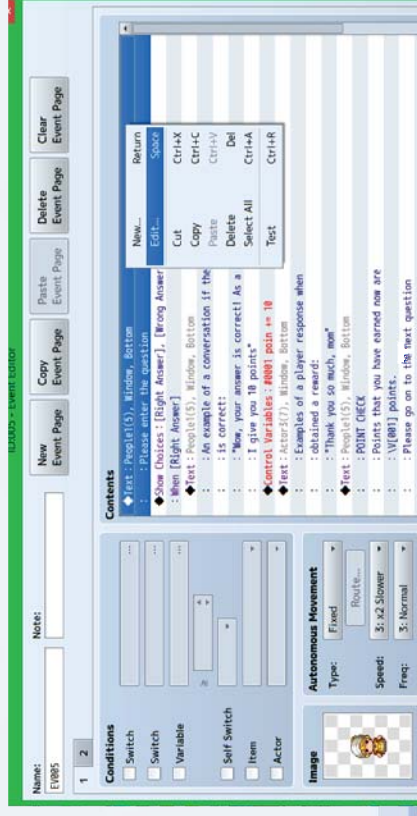 ID:005 - Event Editor
Name:
Note:
EV005
New
Event Page
Copy
Event Page
Paste
Event Page
Delete
Event Page
Clear
Event Page
1 2
Conditions
Switch ...
Switch ...
Variable ...
≥
Self Switch
Item
Actor
Image
Autonomous Movement
Type: Fixed
Route...
Speed: 3: x2 Slower
Freq: 3: Normal
Contents
◆Text : People1(5), Window, Bottom
: : Please enter the question
◆Show Choices : [Right Answer], [Wrong Answer
: When [Right Answer]
◆Text : People1(5), Window, Bottom
: : An example of a conversation if the
: : is correct:
: : "Wow, your answer is correct! As a
: : I give you 10 points"
◆Control Variables : #0001 poin += 10
◆Text : Actor3(7), Window, Bottom
: : Examples of a player response when
: : obtained a reward:
: : "Thank you so much, mom"
◆Text : People1(5), Window, Bottom
: : POINT CHECK
: : Points that you have earned now are
: : \V[001] points.
: : Please go on to the next question
New... Return
Edit... Space
Cut Ctrl+X
Copy Ctrl+C
Paste Ctrl+V
Delete Del
Select All Ctrl+A
Test Ctrl+R